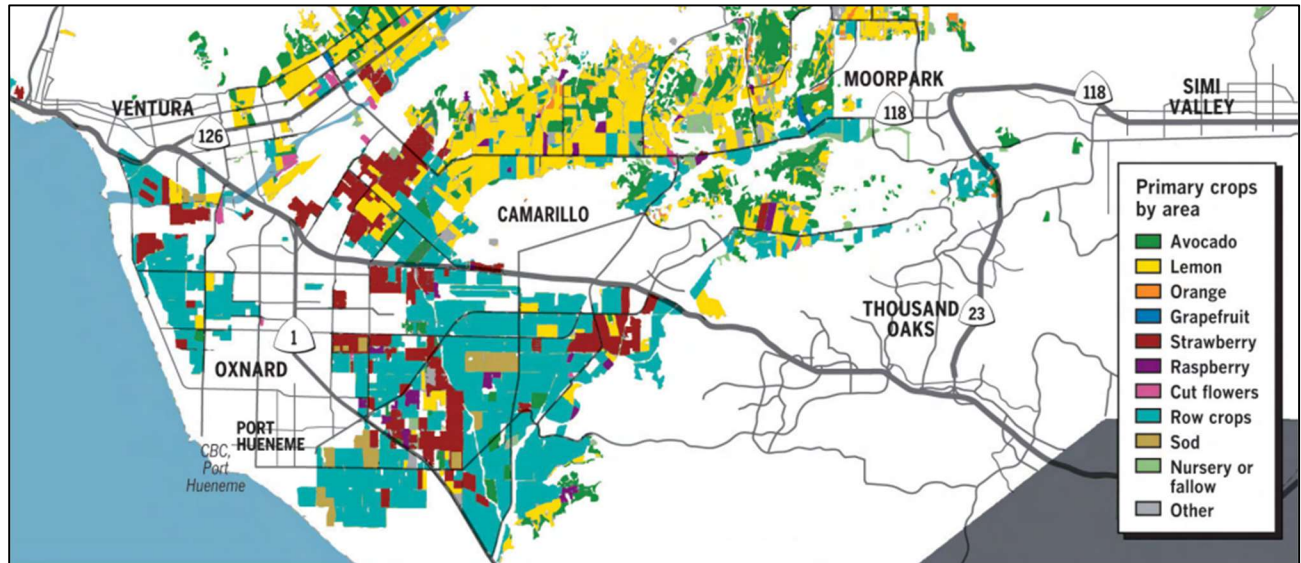 VENTURA
126
MOORPARK
118
118
SIMI
VALLEY
CAMARILLO
1
OXNARD
PORT
HUENEME
CBC,
Port
Hueneme
THOUSAND
OAKS
23
Primary crops
by area
Avocado
Lemon
Orange
Grapefruit
Strawberry
Raspberry
Cut flowers
Row crops
Sod
Nursery or
fallow
Other